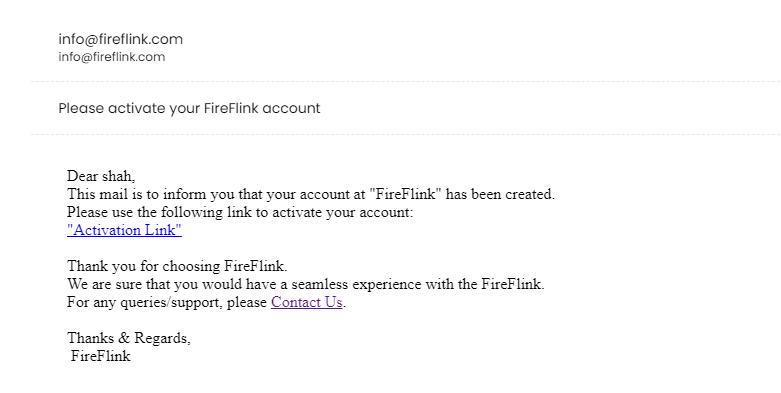 info@fireflink.com
info@fireflink.com
Please activate your FireFlink account
Dear shah,
This mail is to inform you that your account at "FireFlink" has been created.
Please use the following link to activate your account:
"Activation Link"
Thank you for choosing FireFlink.
We are sure that you would have a seamless experience with the FireFlink.
For any queries/support, please Contact Us.
Thanks & Regards,
FireFlink